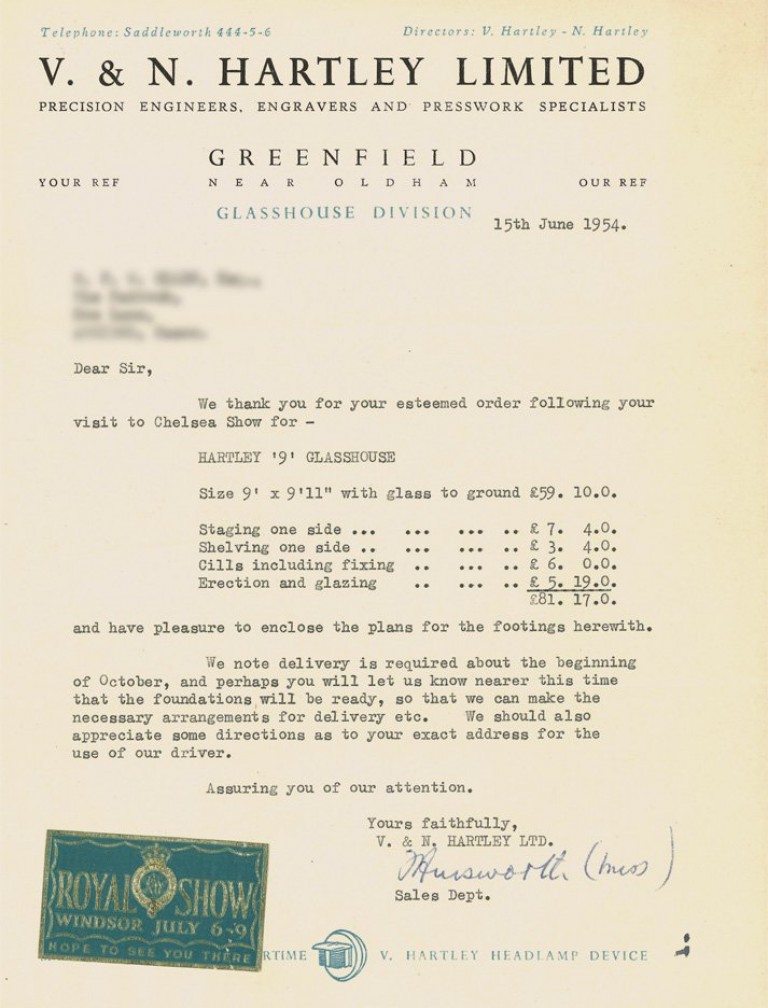 Telephone: Saddleworth 444-5-6 Directors: V. Hartley - N. Hartley
V. & N. HARTLEY LIMITED
PRECISION ENGINEERS, ENGRAVERS AND PRESSWORK SPECIALISTS
GREENFIELD
YOUR REF NEAR OLDHAM OUR REF
GLASSHOUSE DIVISION
15th June 1954.
Dear Sir,
We thank you for your esteemed order following your
visit to Chelsea Show for -
HARTLEY '9' GLASSHOUSE
Size 9' x 9'11" with glass to ground £59. 10.0.
Staging one side ... ... ... .. £ 7. 4.0.
Shelving one side .. ... ... .. £ 3. 4.0.
Cills including fixing .. ... .. £ 6. 0.0.
Erection and glazing .. ... .. £ 5. 19.0.
£81. 17.0.
and have pleasure to enclose the plans for the footings herewith.
We note delivery is required about the beginning
of October, and perhaps you will let us know nearer this time
that the foundations will be ready, so that we can make the
necessary arrangements for delivery etc. We should also
appreciate some directions as to your exact address for the
use of our driver.
Assuring you of our attention.
Yours faithfully,
V. & N. HARTLEY LTD.
(Miss)
Sales Dept.
ROYAL SHOW
WINDSOR JULY 6-9
HOPE TO SEE YOU THERE
RTIME V. HARTLEY HEADLAMP DEVICE